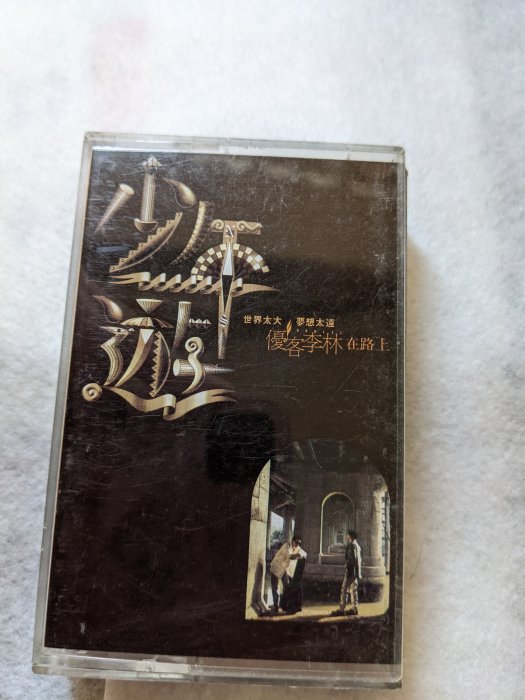 少年遊
世界太大 夢想太遠
優客李林 在路上